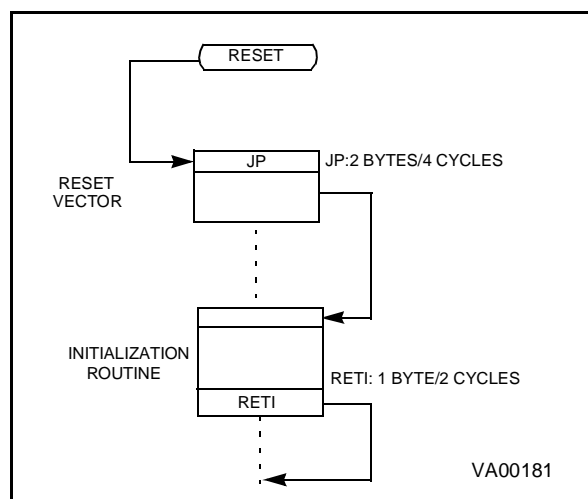 RESET
JP
JP:2 BYTES/4 CYCLES
RESET
VECTOR
INITIALIZATION
ROUTINE
RETI: 1 BYTE/2 CYCLES
RETI
VA00181